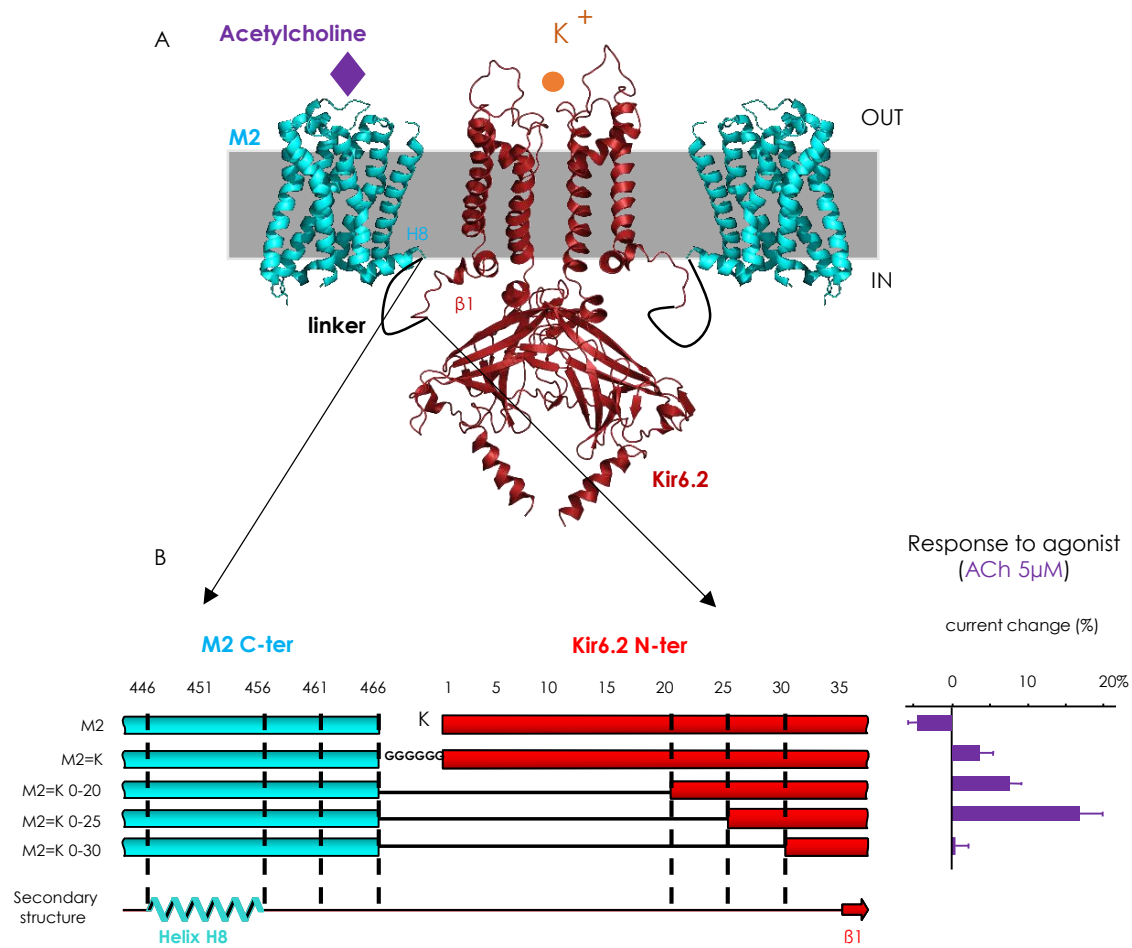 A
Acetylcholine
K+
OUT
M2
H8
IN
β1
linker
Kir6.2
B
Response to agonist
(ACh 5µM)
M2 C-ter
Kir6.2 N-ter
current change (%)
446 451 456 461 466 1 5 10 15 20 25 30 35
0 10 20%
M2 K
M2=K GGGGGG
M2=K 0-20
M2=K 0-25
M2=K 0-30
Secondary
structure
Helix H8
β1